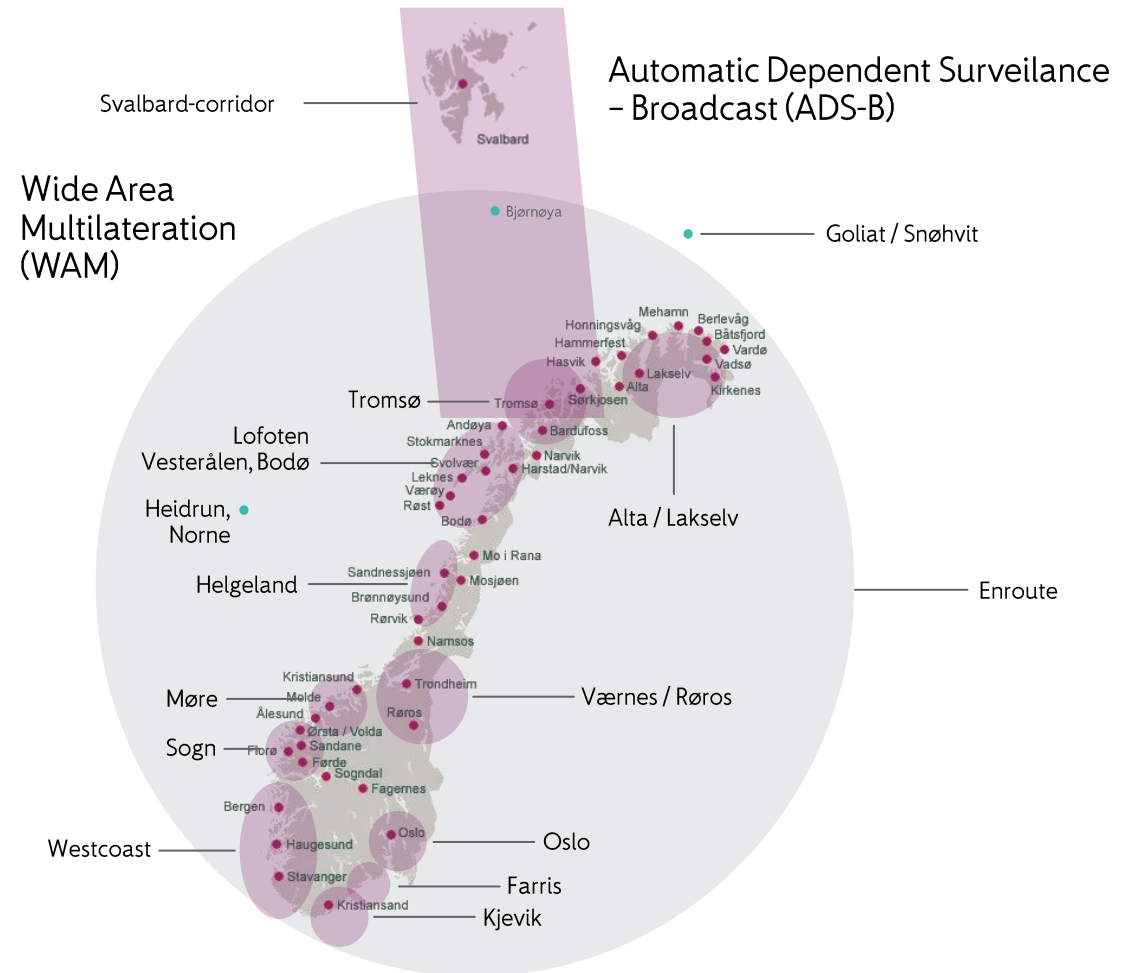 Automatic Dependent Surveilance
– Broadcast (ADS-B)
Svalbard-corridor
Svalbard
Wide Area
Multilateration
(WAM)
Bjørnøya
Goliat / Snøhvit
Mehamn
Berlevåg
Honningsvåg
Båtsfjord
Hammerfest
Vardø
Hasvik
Vadsø
Lakselv
Alta
Kirkenes
Tromsø
Tromsø
Sørkjosen
Andøya
Bardufoss
Lofoten
Vesterålen, Bodø
Stokmarknes
Narvik
Svolvær
Harstad/Narvik
Leknes
Værøy
Røst
Bodø
Alta / Lakselv
Heidrun,
Norne
Mo i Rana
Sandnessjøen
Mosjøen
Helgeland
Enroute
Brønnøysund
Rørvik
Namsos
Kristiansund
Trondheim
Møre
Molde
Værnes / Røros
Ålesund
Røros
Ørsta / Volda
Sogn
Florø
Sandane
Førde
Sogndal
Fagernes
Bergen
Oslo
Oslo
Westcoast
Haugesund
Stavanger
Farris
Kristiansand
Kjevik